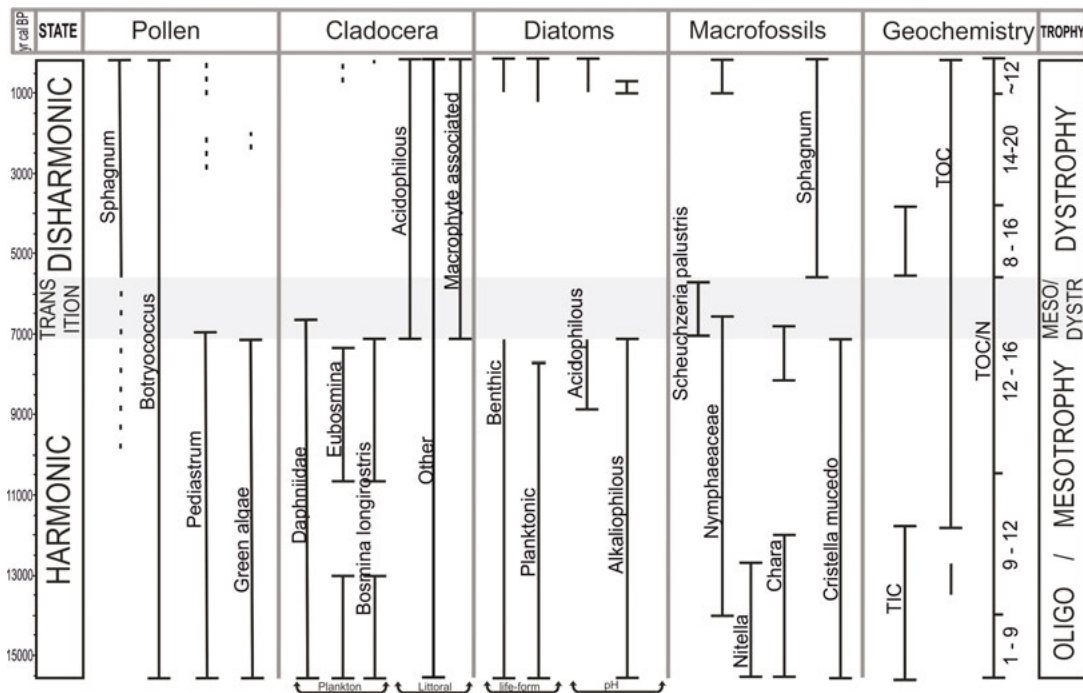 yr cal BP STATE Pollen Cladocera Diatoms Macrofossils Geochemistry TROPHY
1000
3000
5000
7000
9000
11000
13000
15000
DISHARMONIC
TRANS
ITION
HARMONIC
Sphagnum
Botryococcus
Pediastrum
Green algae
Daphniidae
Eubosmina
Bosmina longirostris
Acidophilous
Other
Macrophyte associated
Benthic
Planktonic
Acidophilous
Alkaliophilous
Scheuchzeria palustris
Nymphaeaceae
Nitella
Chara
Sphagnum
Cristella mucedo
TIC
TOC
TOC/N
~12
14-20
8 - 16
12 - 16
9 - 12
1 - 9
DYSTROPHY
MESO/
DYSTR
OLIGO / MESOTROPHY
Plankton Littoral life-form pH